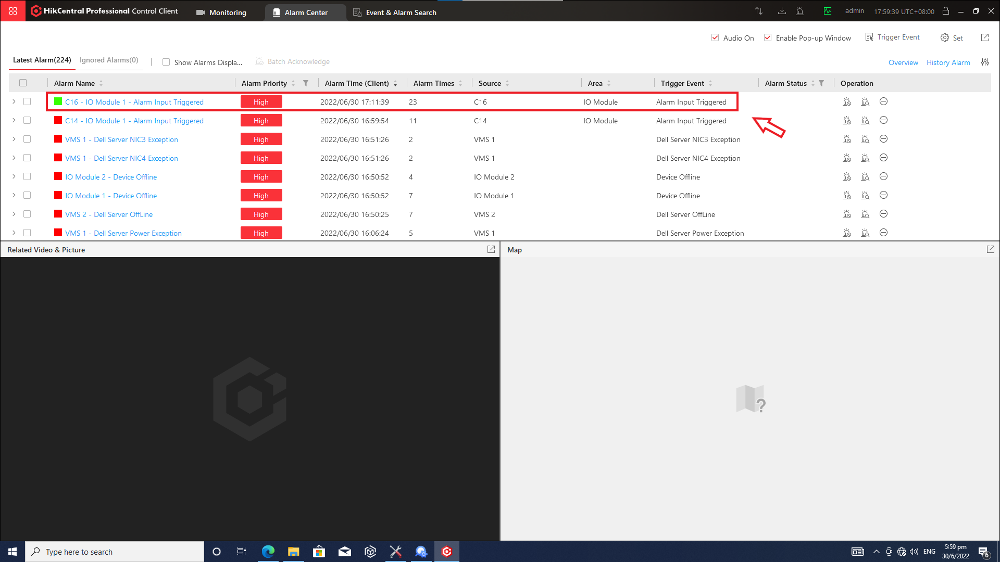 HikCentral Professional Control Client Monitoring Alarm Center Event & Alarm Search admin 17:59:39 UTC+08:00
Audio On Enable Pop-up Window Trigger Event Set
Latest Alarm(224) Ignored Alarms(0) Show Alarms Displa... Batch Acknowledge Overview History Alarm
Alarm Name Alarm Priority Alarm Time (Client) Alarm Times Source Area Trigger Event Alarm Status Operation
C16 - IO Module 1 - Alarm Input Triggered High 2022/06/30 17:11:39 23 C16 IO Module Alarm Input Triggered
C14 - IO Module 1 - Alarm Input Triggered High 2022/06/30 16:59:54 11 C14 IO Module Alarm Input Triggered
VMS 1 - Dell Server NIC3 Exception High 2022/06/30 16:51:26 2 VMS 1 Dell Server NIC3 Exception
VMS 1 - Dell Server NIC4 Exception High 2022/06/30 16:51:26 2 VMS 1 Dell Server NIC4 Exception
IO Module 2 - Device Offline High 2022/06/30 16:50:52 4 IO Module 2 Device Offline
IO Module 1 - Device Offline High 2022/06/30 16:50:52 7 IO Module 1 Device Offline
VMS 2 - Dell Server OffLine High 2022/06/30 16:50:25 7 VMS 2 Dell Server OffLine
VMS 1 - Dell Server Power Exception High 2022/06/30 16:06:24 5 VMS 1 Dell Server Power Exception
Related Video & Picture Map
?
Type here to search ENG 5:59 pm
30/6/2022 6